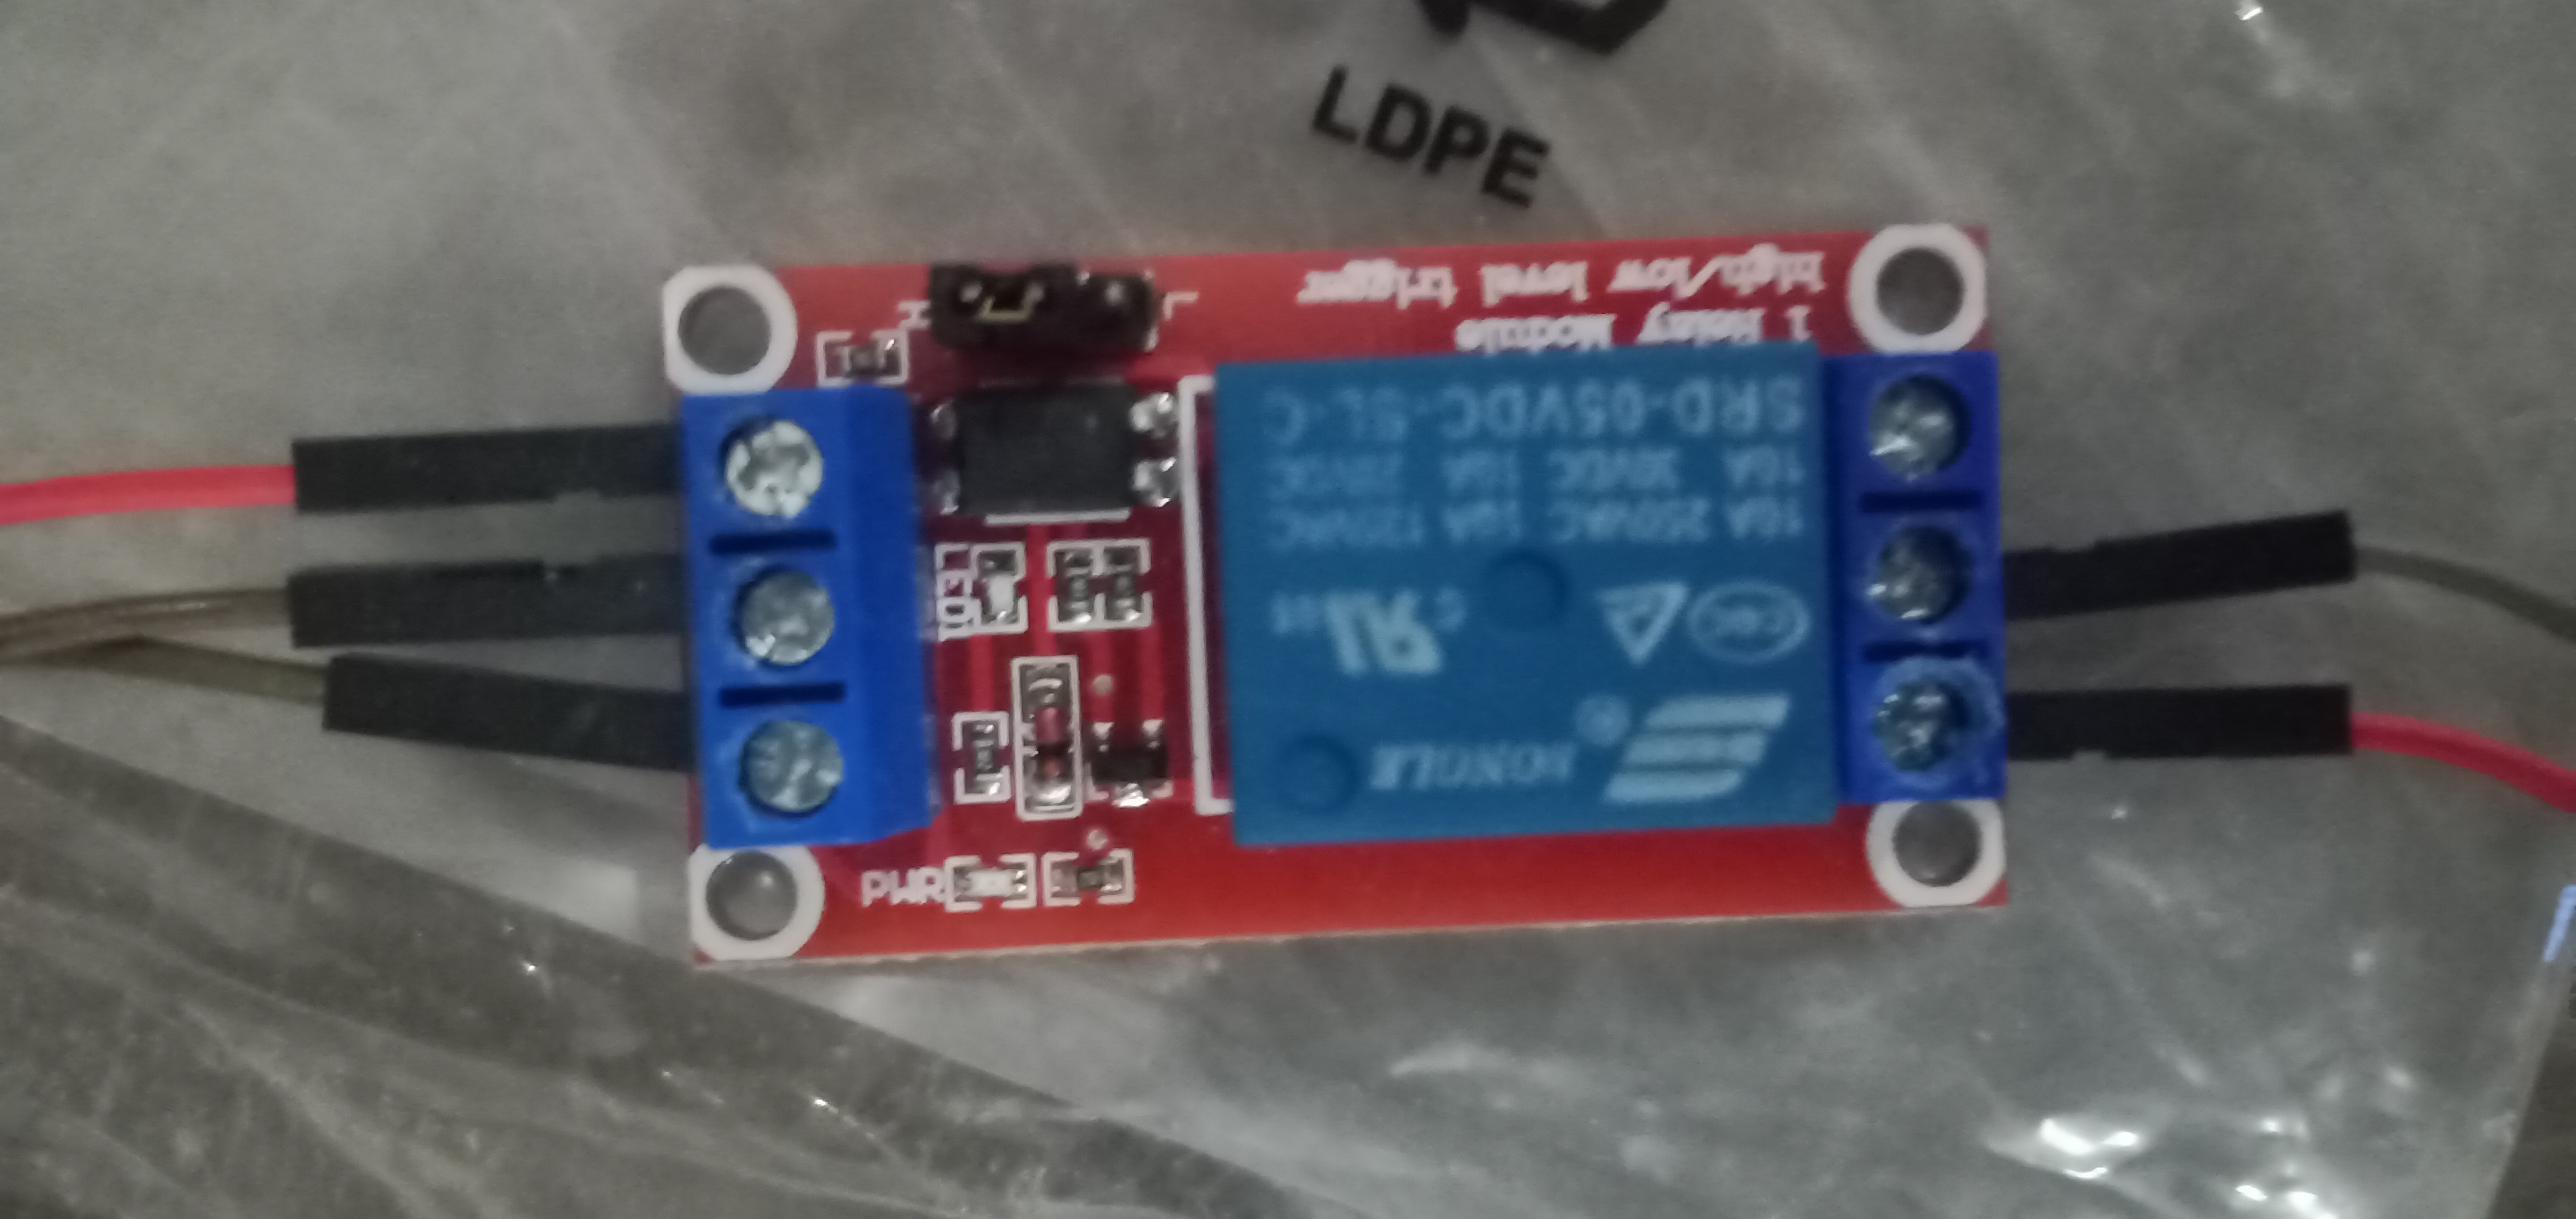 LDPE
high/low level trigger
1 Relay Module
H
L
SRD-05VDC-SL-C
10A 30VDC 10A 28VDC
10A 250VAC 10A 125VAC
LED1
SONGLE
PWR